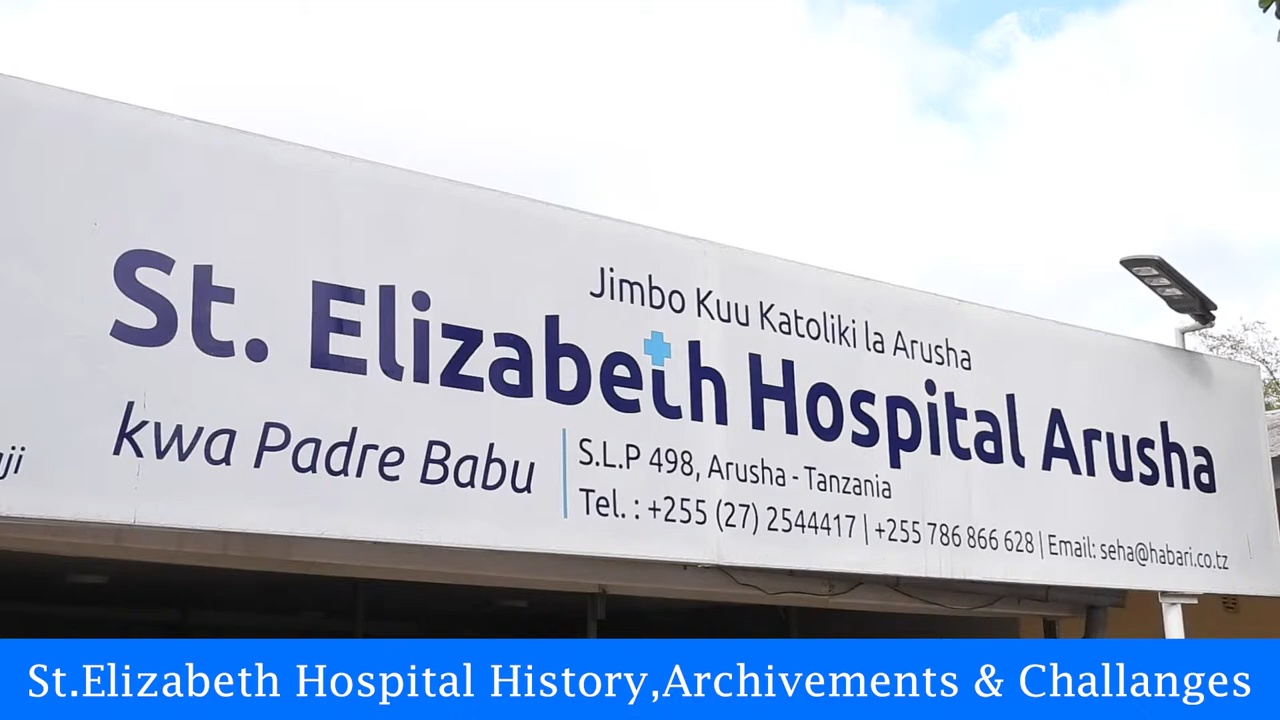 Jimbo Kuu Katoliki la Arusha
St. Elizabeth Hospital Arusha
kwa Padre Babu
S.L.P 498, Arusha - Tanzania
Tel. : +255 (27) 2544417 | +255 786 866 628 | Email: seha@habari.co.tz
St.Elizabeth Hospital History,Archivements & Challanges